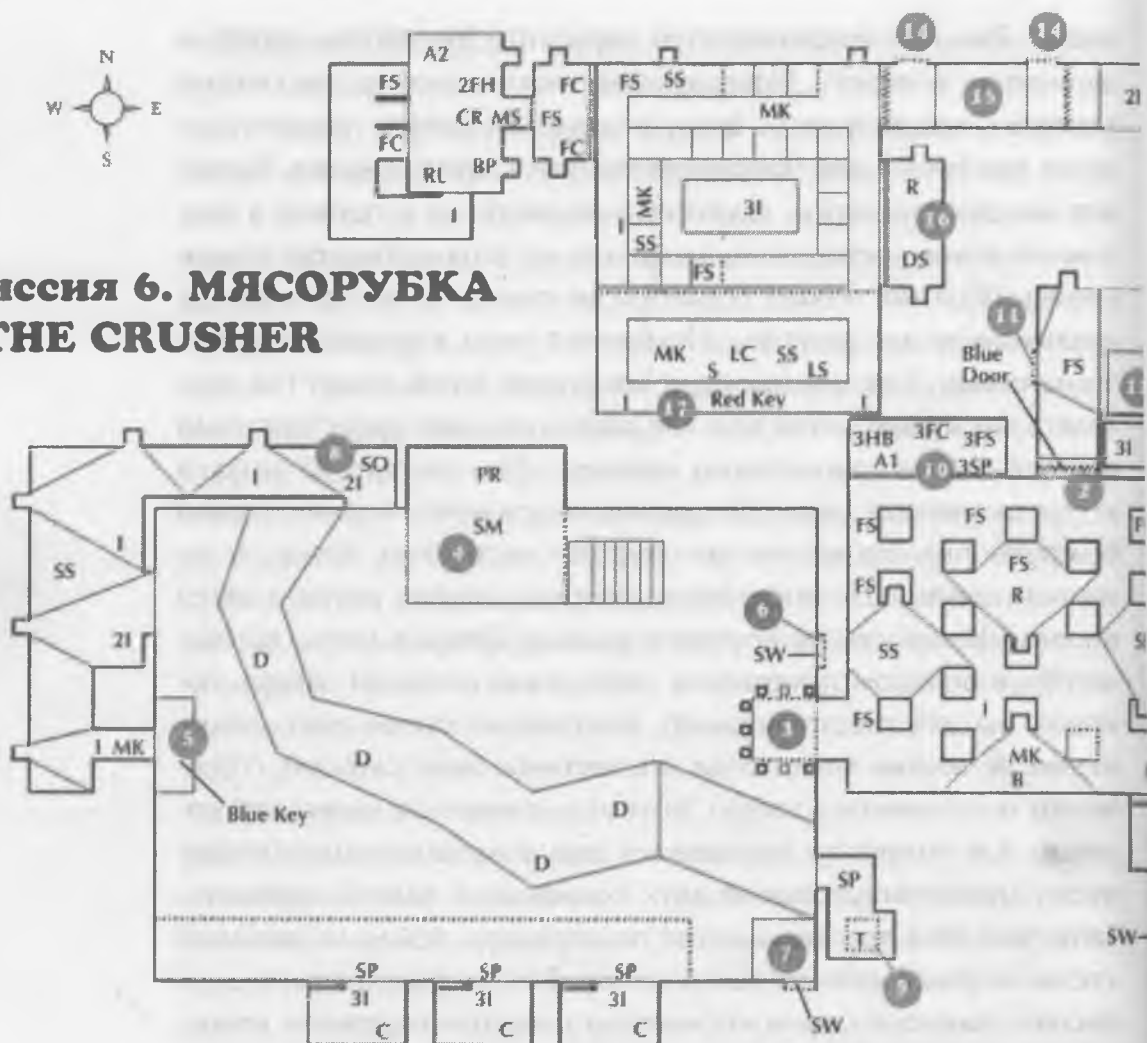 N
W E
S
иссия 6. МЯСОРУБКА
THE CRUSHER
14 14
A2
FS
2FH
FC
FS
SS
MK
15
2I
CR MS
FS
FC
FC
RL
BP
I
MK
3I
R
16
I
SS
DS
FS
11
Blue
Door
FS
MK
LC
SS
S
LS
I
17
Red Key
I
3HB
3FC
3FS
3I
A1
10
3SP
2
8
SO
I
2I
PR
I
SS
SM
4
FS
FS
FS
FS
R
2I
6
SW
SS
D
3
FS
I
I MK
5
D
MK
B
Blue Key
D
D
SP
T
7
9
SW
SP
SP
SP
3I
3I
3I
C
C
C
SW